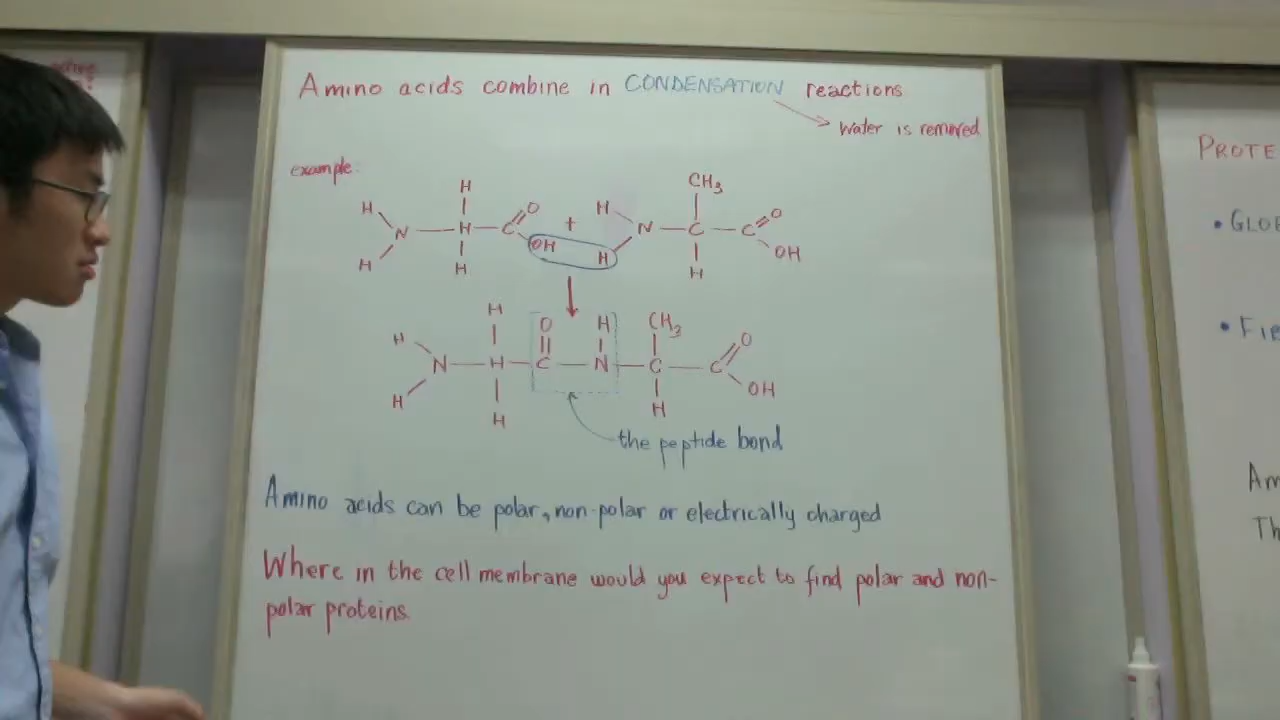 Amino acids combine in CONDENSATION reactions
Water is removed
example:
H H O + H CH3 O
N H C N C C
H H OH H H OH
H O H CH3 O
H N H C N C C
H H H OH
the peptide bond
Amino acids can be polar, non-polar or electrically charged
Where in the cell membrane would you expect to find polar and non-
polar proteins.
PROTE
• GLOB
• FIB
Am
Th